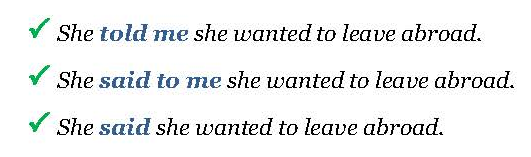 ✓ She told me she wanted to leave abroad.
✓ She said to me she wanted to leave abroad.
✓ She said she wanted to leave abroad.